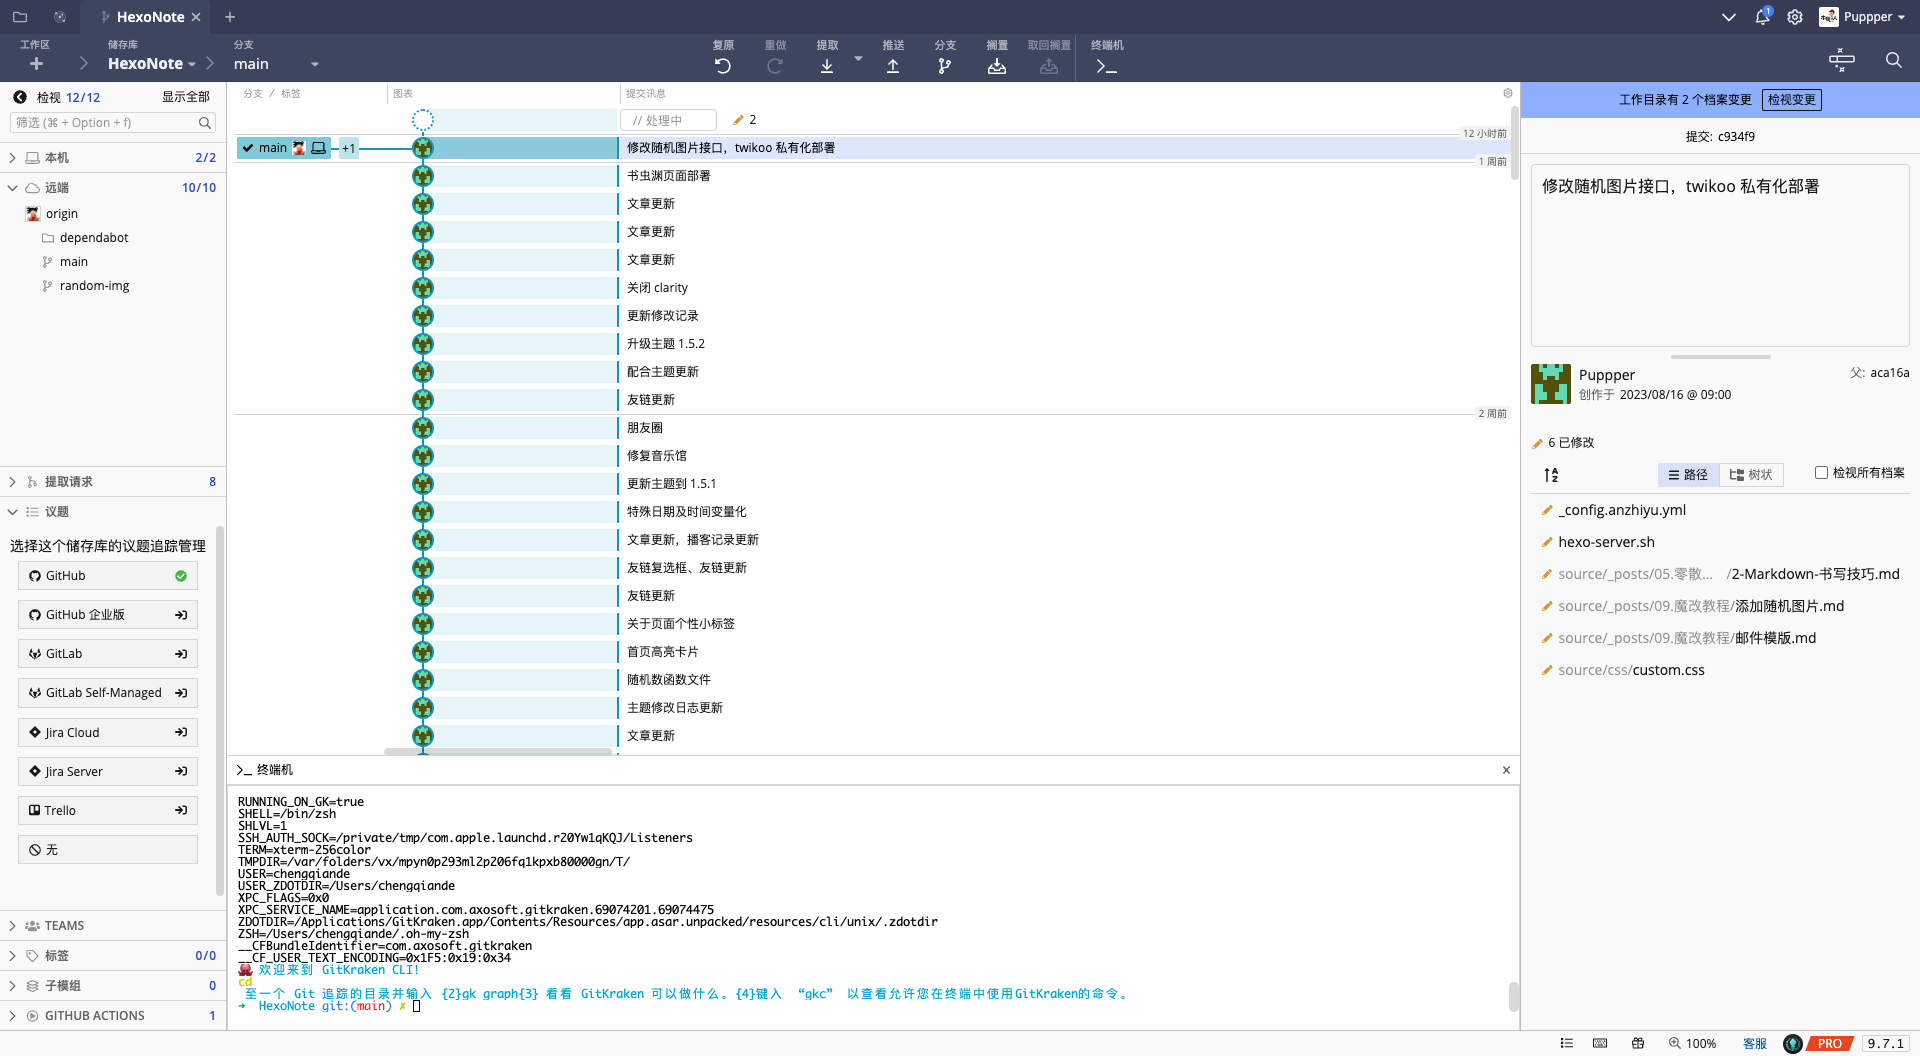 HexoNote
1
Puppper
工作区
储存库
HexoNote
分支
main
复原
重做
提取
推送
分支
搁置
取回搁置
终端机
检视 12/12
显示全部
筛选 (⌘ + Option + f)
本机 2/2
远端 10/10
origin
dependabot
main
random-img
提取请求 8
议题
选择这个储存库的议题追踪管理
GitHub
GitHub 企业版
GitLab
GitLab Self-Managed
Jira Cloud
Jira Server
Trello
无
TEAMS
标签 0/0
子模组 0
GITHUB ACTIONS 1
分支 / 标签
图表
提交讯息
// 处理中
2
12 小时前
main +1
修改随机图片接口，twikoo 私有化部署
1 周前
书虫渊页面部署
文章更新
文章更新
文章更新
关闭 clarity
更新修改记录
升级主题 1.5.2
配合主题更新
友链更新
2 周前
朋友圈
修复音乐馆
更新主题到 1.5.1
特殊日期及时间变量化
文章更新，播客记录更新
友链复选框、友链更新
友链更新
关于页面个性小标签
首页高亮卡片
随机数函数文件
主题修改日志更新
文章更新
终端机
RUNNING_ON_GK=true
SHELL=/bin/zsh
SHLVL=1
SSH_AUTH_SOCK=/private/tmp/com.apple.launchd.r20Yw1qKQJ/Listeners
TERM=xterm-256color
TMPDIR=/var/folders/vx/mpyn0p293ml2p206fq1kpxb80000gn/T/
USER=chengqiande
USER_ZDOTDIR=/Users/chengqiande
XPC_FLAGS=0x0
XPC_SERVICE_NAME=application.com.axosoft.gitkraken.69074201.69074475
ZDOTDIR=/Applications/GitKraken.app/Contents/Resources/app.asar.unpacked/resources/cli/unix/.zdotdir
ZSH=/Users/chengqiande/.oh-my-zsh
__CFBundleIdentifier=com.axosoft.gitkraken
__CF_USER_TEXT_ENCODING=0x1F5:0x19:0x34
欢迎来到 GitKraken CLI!
cd
至一个 Git 追踪的目录并输入 {2}gk graph{3} 看看 GitKraken 可以做什么。{4}键入 “gkc” 以查看允许您在终端中使用GitKraken的命令。
➜ HexoNote git:(main) ✗
工作目录有 2 个档案变更
检视变更
提交: c934f9
修改随机图片接口，twikoo 私有化部署
Puppper
创作于 2023/08/16 @ 09:00
父: aca16a
6 已修改
路径
树状
检视所有档案
_config.anzhiyu.yml
hexo-server.sh
source/_posts/05.零散... /2-Markdown-书写技巧.md
source/_posts/09.魔改教程/添加随机图片.md
source/_posts/09.魔改教程/邮件模版.md
source/css/custom.css
100%
客服
PRO
9.7.1